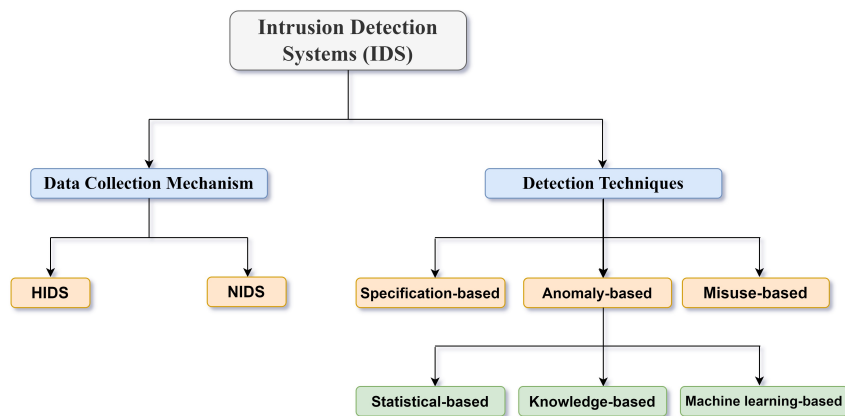 Intrusion Detection
Systems (IDS)
Data Collection Mechanism
Detection Techniques
HIDS
NIDS
Specification-based
Anomaly-based
Misuse-based
Statistical-based
Knowledge-based
Machine learning-based